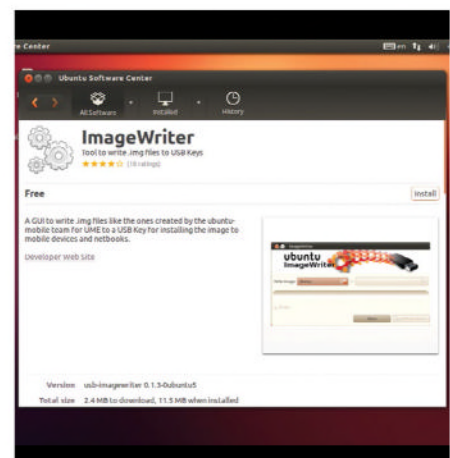 e Center
en
Ubuntu Software Center
All Software
Installed
History
ImageWriter
Tool to write .img files to USB Keys
(18 ratings)
Free
Install
A GUI to write .img files like the ones created by the ubuntu-
mobile team for UME to a USB Key for installing the image to
mobile devices and netbooks.
Developer Web Site
ImageWriter
ubuntu
ImageWriter
Version usb-imagewriter 0.1.3-0ubuntu5
Total size 2.4 MB to download, 11.5 MB when installed